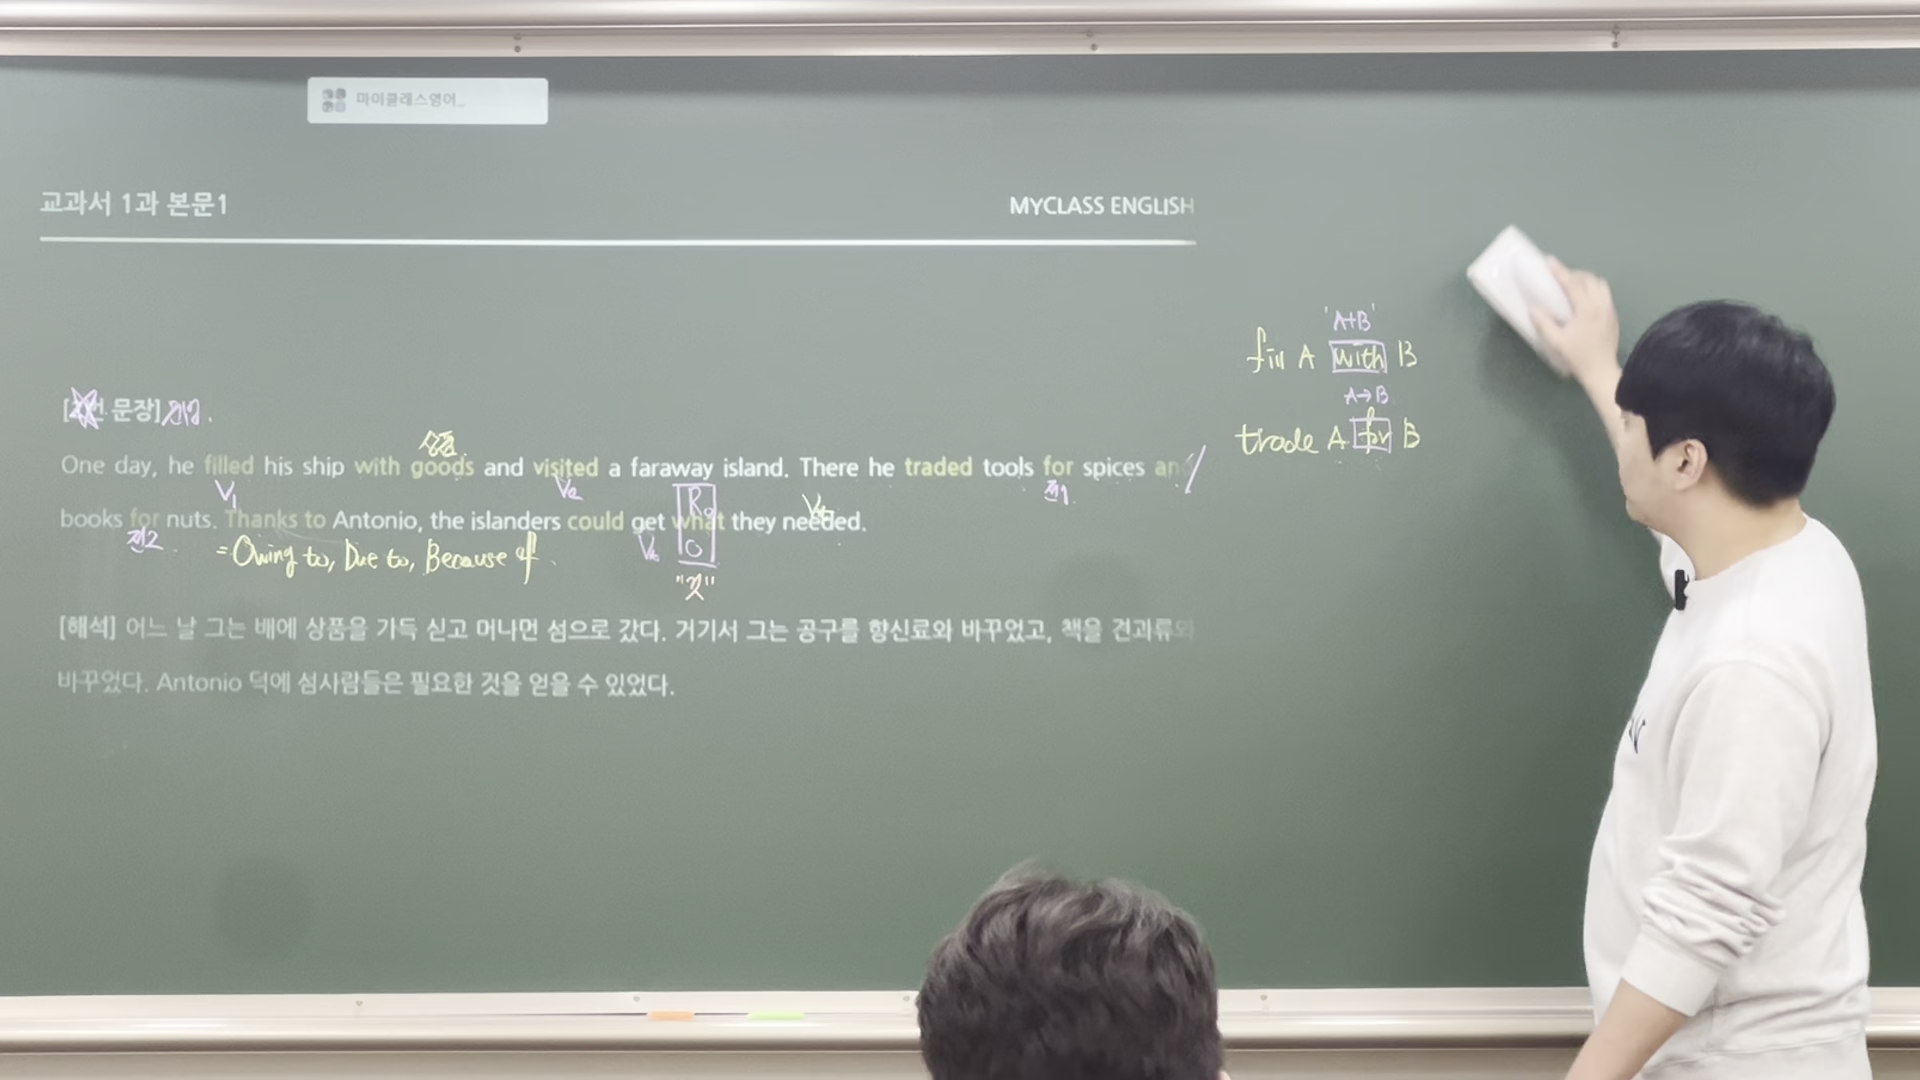 마이클래스영어_
교과서 1과 본문1
MYCLASS ENGLISH
'A+B'
fill A with B
A→B
trade A for B
문장]
상품
One day, he filled his ship with goods and visited a faraway island. There he traded tools for spices and /
V₁ V₂ 전1
books for nuts. Thanks to Antonio, the islanders could get what they needed.
전2 = Owing to, Due to, Because of
"것"
[해석] 어느 날 그는 배에 상품을 가득 싣고 머나먼 섬으로 갔다. 거기서 그는 공구를 향신료와 바꾸었고, 책을 견과류와
바꾸었다. Antonio 덕에 섬사람들은 필요한 것을 얻을 수 있었다.